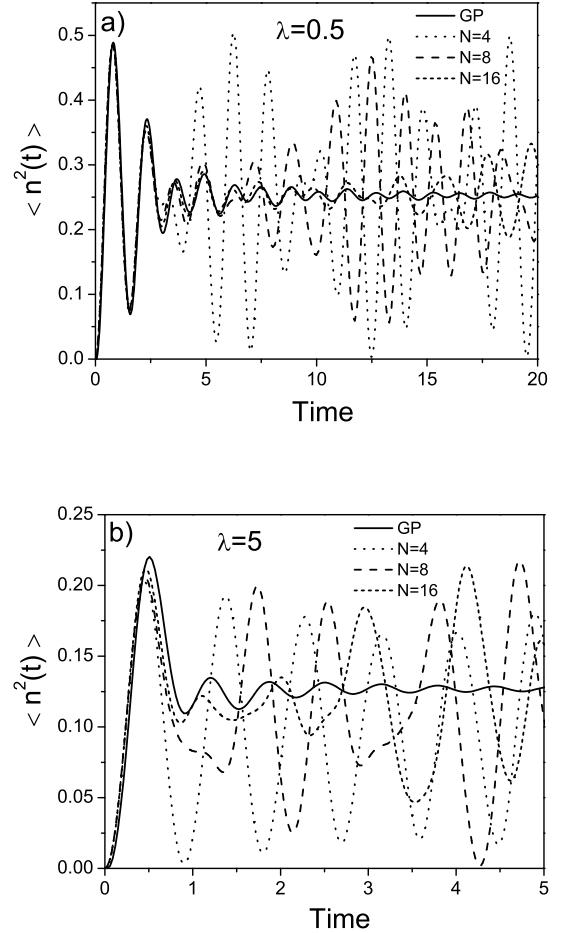 a)
λ=0.5
GP
N=4
N=8
N=16
0.5
0.4
0.3
0.2
0.1
0.0
< n²(t) >
0 5 10 15 20
Time
b)
λ=5
GP
N=4
N=8
N=16
0.25
0.20
0.15
0.10
0.05
0.00
< n²(t) >
0 1 2 3 4 5
Time